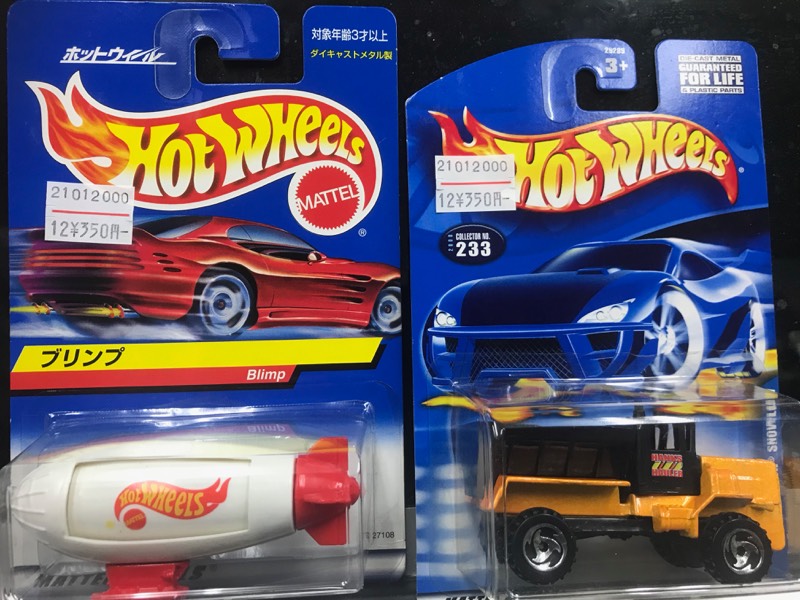 ホットウィール
対象年齢3才以上
ダイキャストメタル製
HOT WHEELS
MATTEL
®
21012000
12¥350円-
ブリンプ
Blimp
HOT WHEELS
MATTEL
27108
3+
DIE-CAST METAL
GUARANTEED
FOR LIFE
& PLASTIC PARTS
HOT WHEELS
®
21012000
12¥350円-
COLLECTOR NO.
233
HAULER